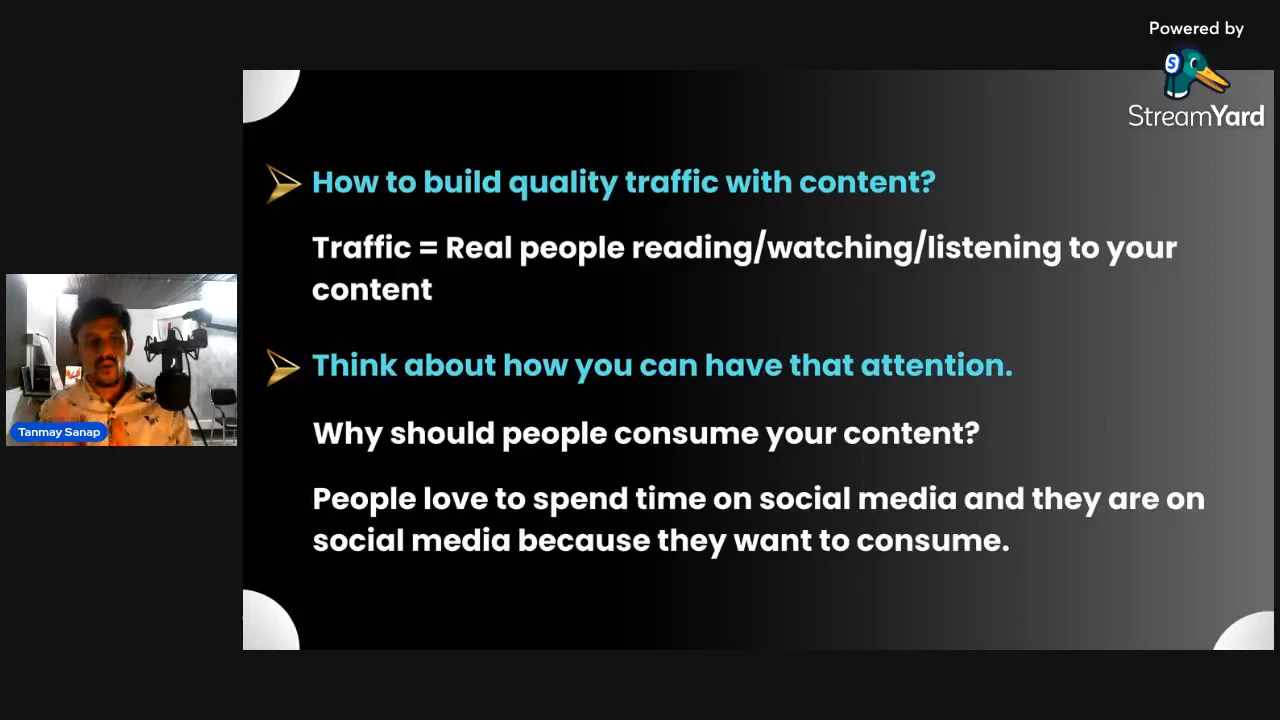 Powered by
StreamYard
How to build quality traffic with content?
Traffic = Real people reading/watching/listening to your
content
Think about how you can have that attention.
Why should people consume your content?
People love to spend time on social media and they are on
social media because they want to consume.
Tanmay Sanap